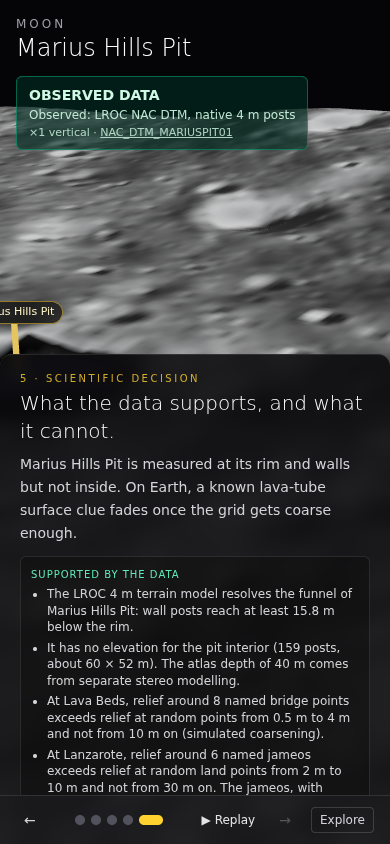 MOON
Marius Hills Pit
OBSERVED DATA
Observed: LROC NAC DTM, native 4 m posts
×1 vertical · NAC_DTM_MARIUSPIT01
us Hills Pit
5 · SCIENTIFIC DECISION
What the data supports, and what
it cannot.
Marius Hills Pit is measured at its rim and walls
but not inside. On Earth, a known lava-tube
surface clue fades once the grid gets coarse
enough.
SUPPORTED BY THE DATA
• The LROC 4 m terrain model resolves the funnel of
Marius Hills Pit: wall posts reach at least 15.8 m
below the rim.
• It has no elevation for the pit interior (159 posts,
about 60 × 52 m). The atlas depth of 40 m comes
from separate stereo modelling.
• At Lava Beds, relief around 8 named bridge points
exceeds relief at random points from 0.5 m to 4 m
and not from 10 m on (simulated coarsening).
• At Lanzarote, relief around 6 named jameos
exceeds relief at random land points from 2 m to
10 m and not from 30 m on. The jameos, with
← ▶ Replay → Explore